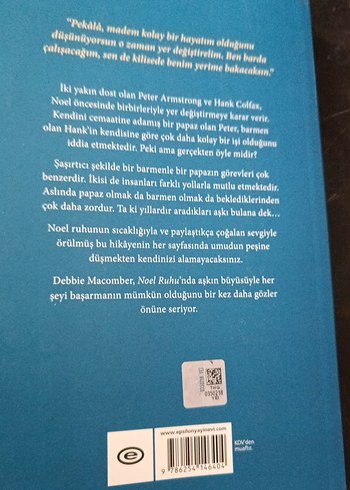 "Pekâlâ, madem kolay bir hayatım olduğunu
düşünüyorsun o zaman yer değiştirelim. Ben barda
çalışacağım, sen de kilisede benim yerime bakacaksın."
İki yakın dost olan Peter Armstrong ve Hank Colfax,
Noel öncesinde birbirleriyle yer değiştirmeye karar verir.
Kendini cemaatine adamış bir papaz olan Peter, barmen
olan Hank'in kendisine göre çok daha kolay bir işi olduğunu
iddia etmektedir. Peki ama gerçekten öyle midir?
Şaşırtıcı şekilde bir barmenle bir papazın görevleri çok
benzerdir. İkisi de insanları farklı yollarla mutlu etmektedir.
Aslında papaz olmak da barmen olmak da beklediklerinden
çok daha zordur. Ta ki yıllardır aradıkları aşkı bulana dek...
Noel ruhunun sıcaklığıyla ve paylaştıkça çoğalan sevgiyle
örülmüş bu hikâyenin her sayfasında umudun peşine
düşmekten kendinizi alamayacaksınız.
Debbie Macomber, Noel Ruhu'nda aşkın büyüsüyle her
şeyi başarmanın mümkün olduğunu bir kez daha gözler
önüne seriyor.
www.epsilonyayinevi.com
KDV'den
muaftır.
9 786254 146404